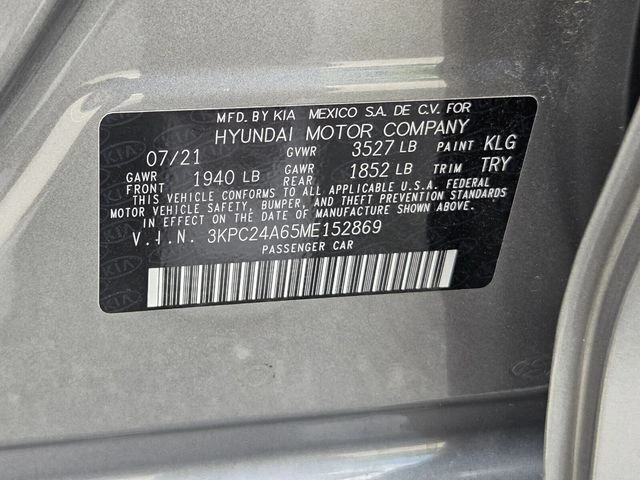 MFD. BY KIA MEXICO S.A. DE C.V. FOR
HYUNDAI MOTOR COMPANY
07/21 GVWR 3527 LB PAINT KLG
GAWR FRONT 1940 LB GAWR REAR 1852 LB TRIM TRY
THIS VEHICLE CONFORMS TO ALL APPLICABLE U.S.A. FEDERAL
MOTOR VEHICLE SAFETY, BUMPER, AND THEFT PREVENTION STANDARDS
IN EFFECT ON THE DATE OF MANUFACTURE SHOWN ABOVE.
V.I.N. 3KPC24A65ME152869
PASSENGER CAR